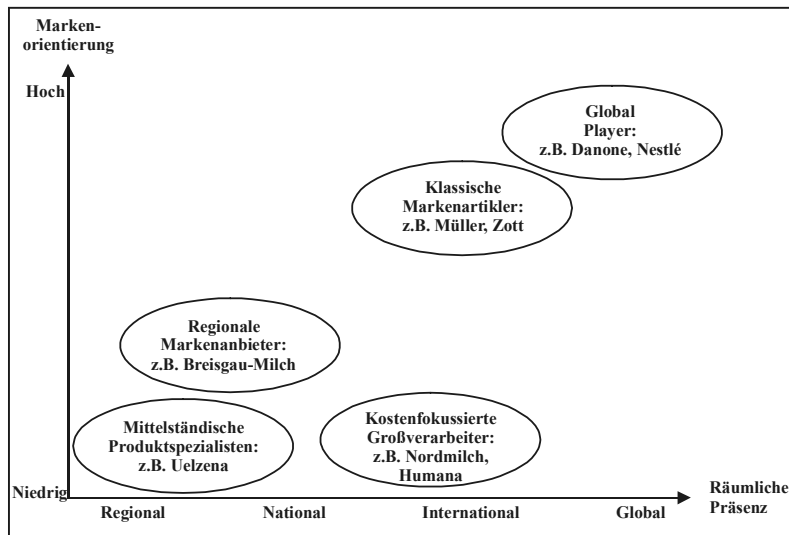 Marken-
orientierung
Hoch
Global
Player:
z.B. Danone, Nestlé
Klassische
Markenartikler:
z.B. Müller, Zott
Regionale
Markenanbieter:
z.B. Breisgau-Milch
Mittelständische
Produktspezialisten:
z.B. Uelzena
Kostenfokussierte
Großverarbeiter:
z.B. Nordmilch,
Humana
Niedrig
Regional
National
International
Global
Räumliche
Präsenz